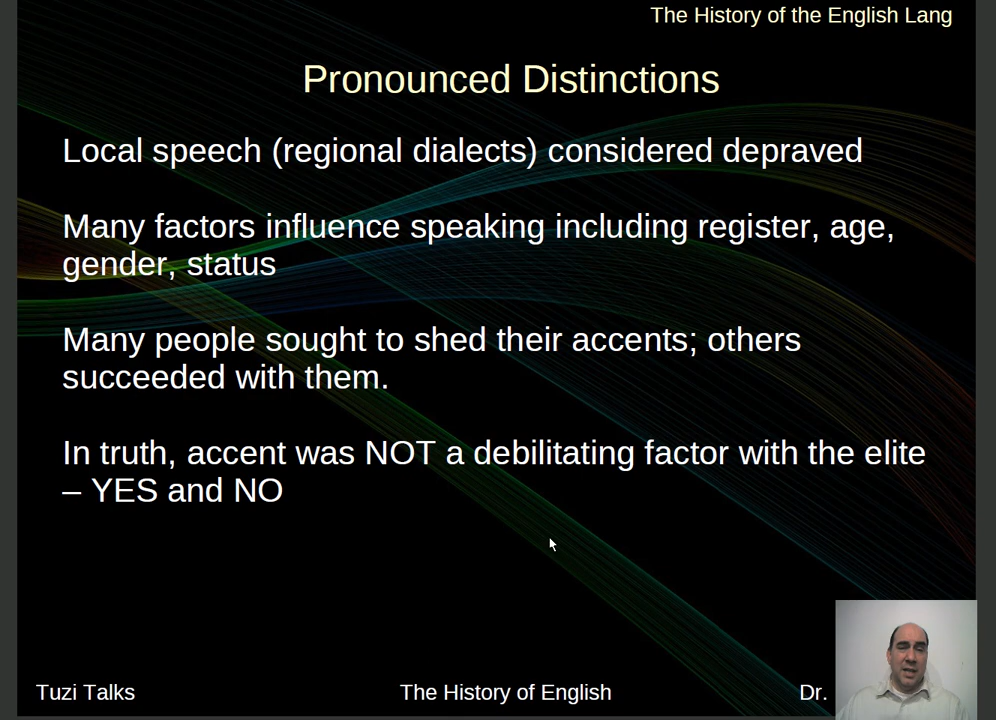 The History of the English Lang
Pronounced Distinctions
Local speech (regional dialects) considered depraved
Many factors influence speaking including register, age,
gender, status
Many people sought to shed their accents; others
succeeded with them.
In truth, accent was NOT a debilitating factor with the elite
– YES and NO
Tuzi Talks
The History of English
Dr.